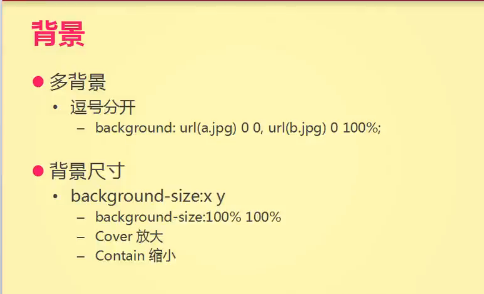 背景
多背景
逗号分开
background: url(a.jpg) 0 0, url(b.jpg) 0 100%;
背景尺寸
background-size:x y
background-size:100% 100%
Cover 放大
Contain 缩小